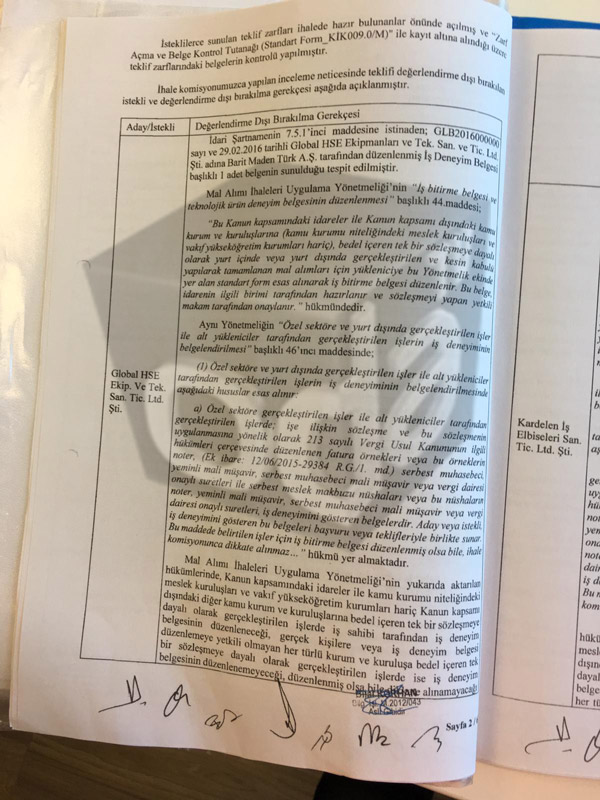 İsteklilerce sunulan teklif zarfları ihalede hazır bulunanlar önünde açılmış ve "Zarf
Açma ve Belge Kontrol Tutanağı (Standart Form_KİK009.0/M)" ile kayıt altına alındığı üzere
teklif zarflarındaki belgelerin kontrolü yapılmıştır.
İhale komisyonumuzca yapılan inceleme neticesinde teklifi değerlendirme dışı bırakılan
istekli ve değerlendirme dışı bırakılma gerekçesi aşağıda açıklanmıştır.
Aday/İstekli
Değerlendirme Dışı Bırakılma Gerekçesi
Global HSE
Ekip. Ve Tek.
San. Tic. Ltd.
Şti.
İdari Şartnamenin 7.5.1'inci maddesine istinaden; GLB2016000000
sayı ve 29.02.2016 tarihli Global HSE Ekipmanları ve Tek. San. ve Tic. Ltd.
Şti. adına Barit Maden Türk A.Ş. tarafından düzenlenmiş İş Deneyim Belgesi
başlıklı 1 adet belgenin sunulduğu tespit edilmiştir.
Mal Alımı İhaleleri Uygulama Yönetmeliği'nin "İş bitirme belgesi ve
teknolojik ürün deneyim belgesinin düzenlenmesi" başlıklı 44.maddesi;
"Bu Kanun kapsamındaki idareler ile Kanun kapsamı dışındaki kamu
kurum ve kuruluşlarına (kamu kurumu niteliğindeki meslek kuruluşları ve
vakıf yükseköğretim kurumları hariç), bedel içeren tek bir sözleşmeye dayalı
olarak yurt içinde veya yurt dışında gerçekleştirilen ve kesin kabulü
yapılarak tamamlanan mal alımları için yükleniciye bu Yönetmelik ekinde
yer alan standart form esas alınarak iş bitirme belgesi düzenlenir. Bu belge,
idarenin ilgili birimi tarafından hazırlanır ve sözleşmeyi yapan yetkili
makam tarafından onaylanır. " hükmündedir.
Aynı Yönetmeliğin "Özel sektöre ve yurt dışında gerçekleştirilen işler
ile alt yükleniciler tarafından gerçekleştirilen işlerin iş deneyiminin
belgelendirilmesi" başlıklı 46'ıncı maddesinde;
(1) Özel sektöre ve yurt dışında gerçekleştirilen işler ile alt yükleniciler
tarafından gerçekleştirilen işlerin iş deneyiminin belgelendirilmesinde
aşağıdaki hususlar esas alınır:
a) Özel sektöre gerçekleştirilen işler ile alt yükleniciler tarafından
gerçekleştirilen işlerde; işe ilişkin sözleşme ve bu sözleşmenin
uygulanmasına yönelik olarak 213 sayılı Vergi Usul Kanununun ilgili
hükümleri çerçevesinde düzenlenen fatura örnekleri veya bu örneklerin
noter, (Ek ibare: 12/06/2015-29384 R.G./1. md.) serbest muhasebeci,
yeminli mali müşavir, serbest muhasebeci mali müşavir veya vergi dairesi
onaylı suretleri ile serbest meslek makbuzu nüshaları veya bu nüshaların
noter, yeminli mali müşavir, serbest muhasebeci mali müşavir veya vergi
dairesi onaylı suretleri, iş deneyimini gösteren belgelerdir. Aday veya istekli,
iş deneyimini gösteren bu belgeleri başvuru veya teklifleriyle birlikte sunar.
Bu maddede belirtilen işler için iş bitirme belgesi düzenlenmiş olsa bile, ihale
komisyonunca dikkate alınmaz..." hükmü yer almaktadır.
Mal Alımı İhaleleri Uygulama Yönetmeliği'nin yukarıda aktarılan
hükümlerinde, Kanun kapsamındaki idareler ile kamu kurumu niteliğindeki
meslek kuruluşları ve vakıf yükseköğretim kurumları hariç Kanun kapsamı
dışındaki diğer kamu kurum ve kuruluşlarına bedel içeren tek bir sözleşmeye
dayalı olarak gerçekleştirilen işlerde iş sahibi tarafından iş deneyim
belgesinin düzenleneceği, gerçek kişilere veya iş deneyim belgesi
düzenlemeye yetkili olmayan her türlü kurum ve kuruluşa bedel içeren tek
bir sözleşmeye dayalı olarak gerçekleştirilen işlerde ise iş deneyim
belgesinin düzenlenemeyeceği, düzenlenmiş olsa bile alınamayacağı
2012/043
Sayfa 2 /
Kardelen İş
Elbiseleri San.
Tic. Ltd. Şti.